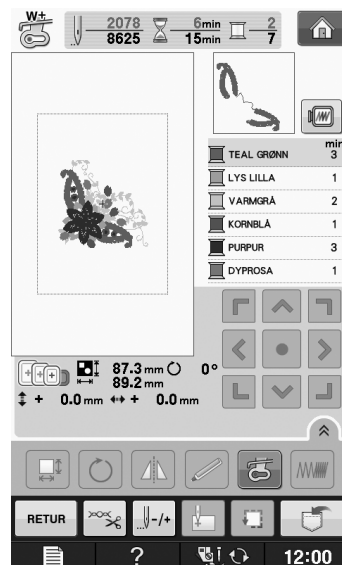 W+
2078 6min 2
8625 15min 7
min
TEAL GRØNN 3
LYS LILLA 1
VARMGRÅ 2
KORNBLÅ 1
PURPUR 3
DYPROSA 1
87.3 mm 0°
89.2 mm
+ 0.0 mm + 0.0 mm
RETUR -/+
? 12:00